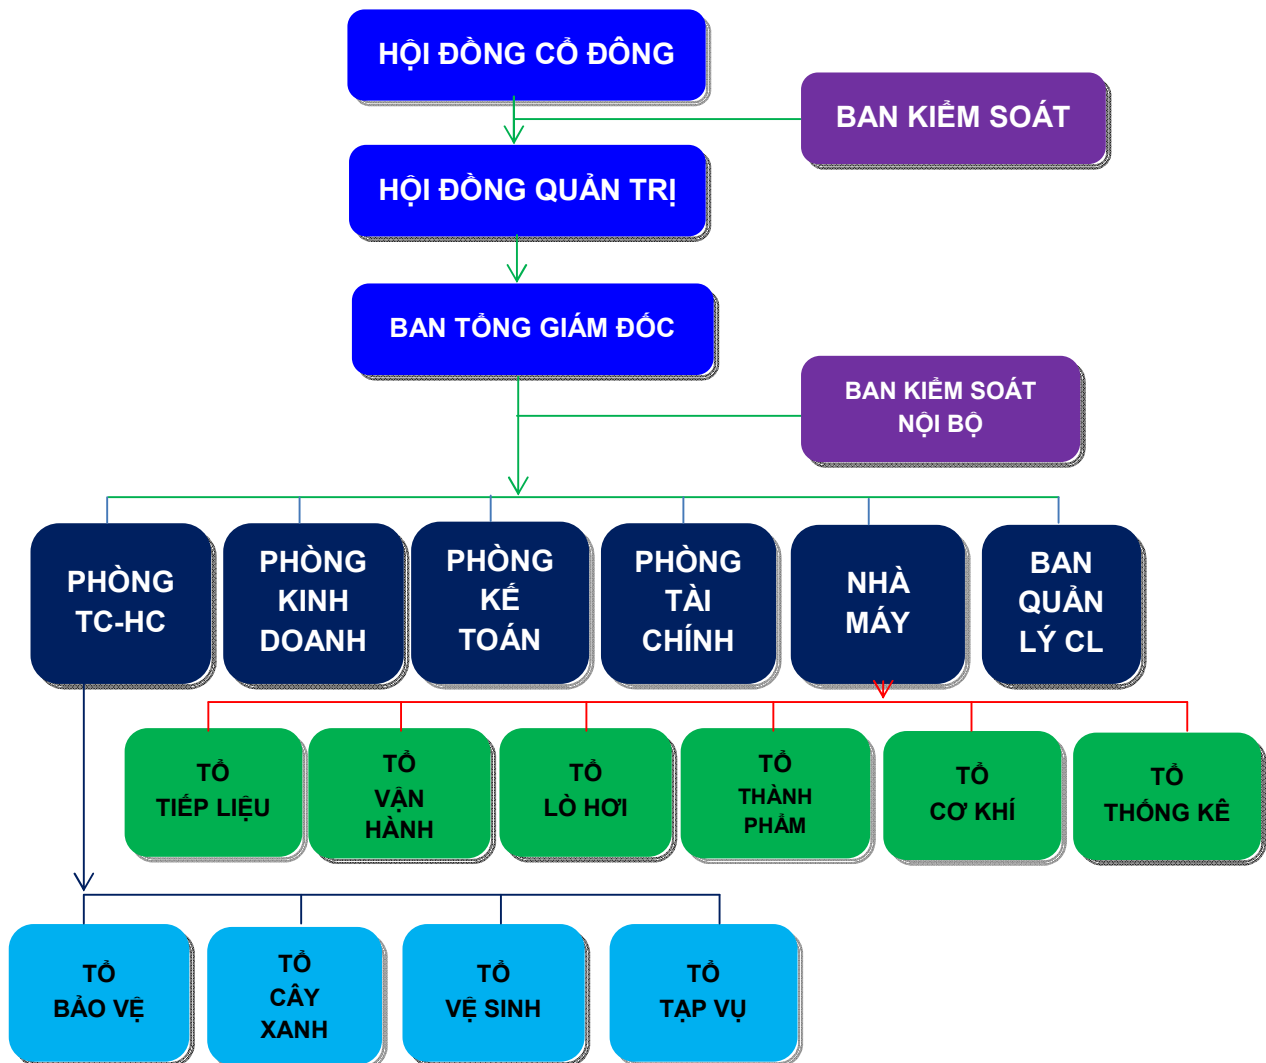 HỘI ĐỒNG CỔ ĐÔNG
BAN KIỂM SOÁT
HỘI ĐỒNG QUẢN TRỊ
BAN TỔNG GIÁM ĐỐC
BAN KIỂM SOÁT
NỘI BỘ
PHÒNG
TC-HC
PHÒNG
KINH
DOANH
PHÒNG
KẾ
TOÁN
PHÒNG
TÀI
CHÍNH
NHÀ
MÁY
BAN
QUẢN
LÝ CL
TỔ
TIẾP LIỆU
TỔ
VẬN
HÀNH
TỔ
LÒ HƠI
TỔ
THÀNH
PHẨM
TỔ
CƠ KHÍ
TỔ
THỐNG KÊ
TỔ
BẢO VỆ
TỔ
CÂY
XANH
TỔ
VỆ SINH
TỔ
TẠP VỤ